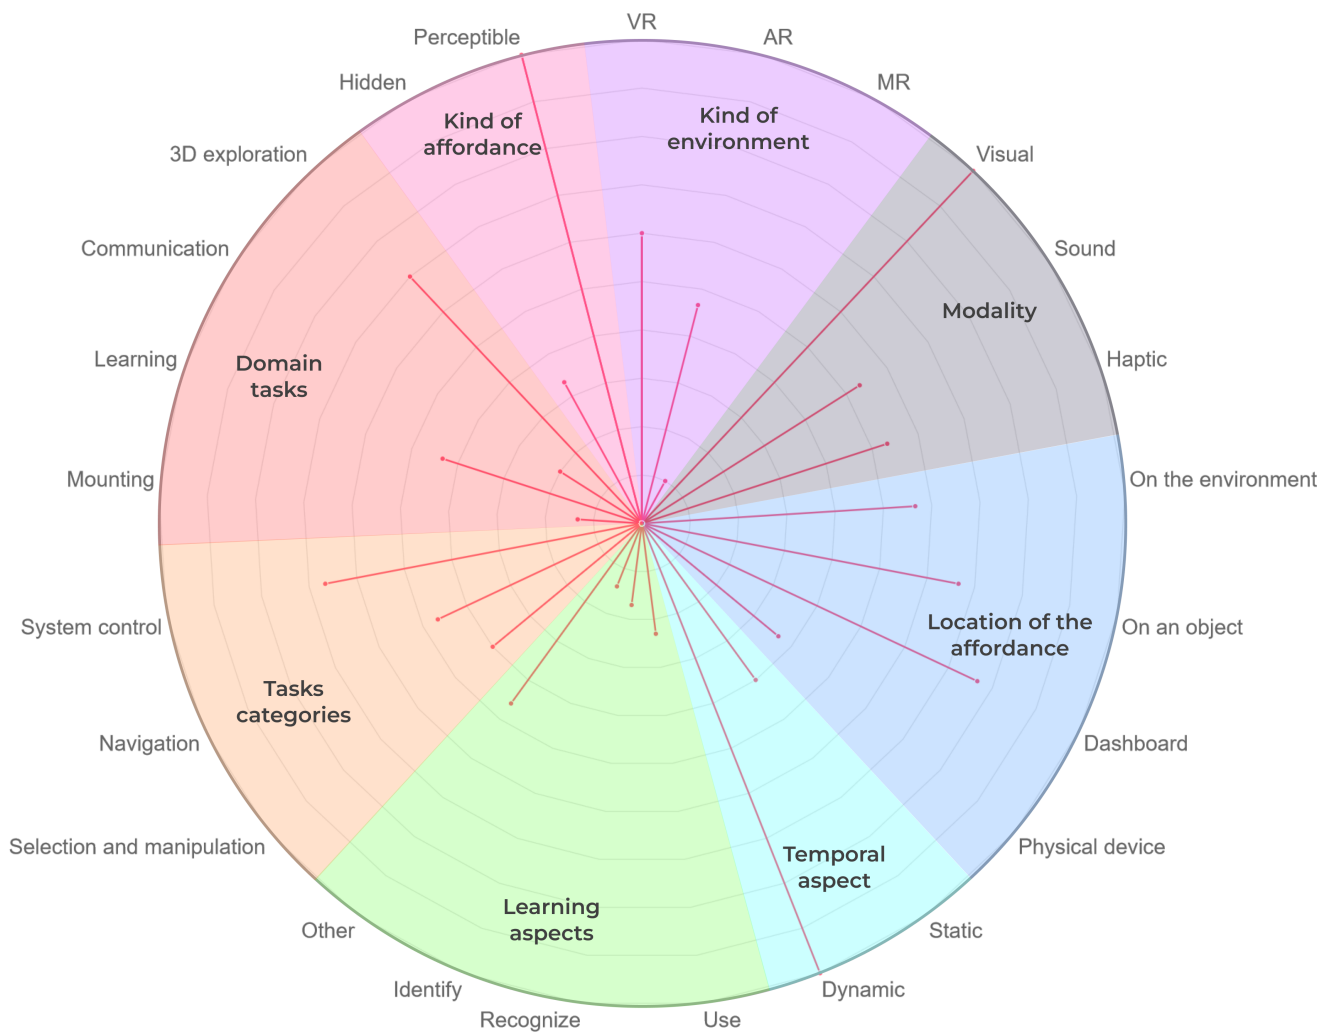 VR
Perceptible
AR
Hidden
MR
Kind of
affordance
Kind of
environment
3D exploration
Visual
Communication
Sound
Modality
Learning
Haptic
Domain
tasks
Mounting
On the environment
System control
Location of the
affordance
On an object
Tasks
categories
Navigation
Dashboard
Selection and manipulation
Temporal
aspect
Physical device
Learning
aspects
Other
Static
Identify
Dynamic
Recognize
Use